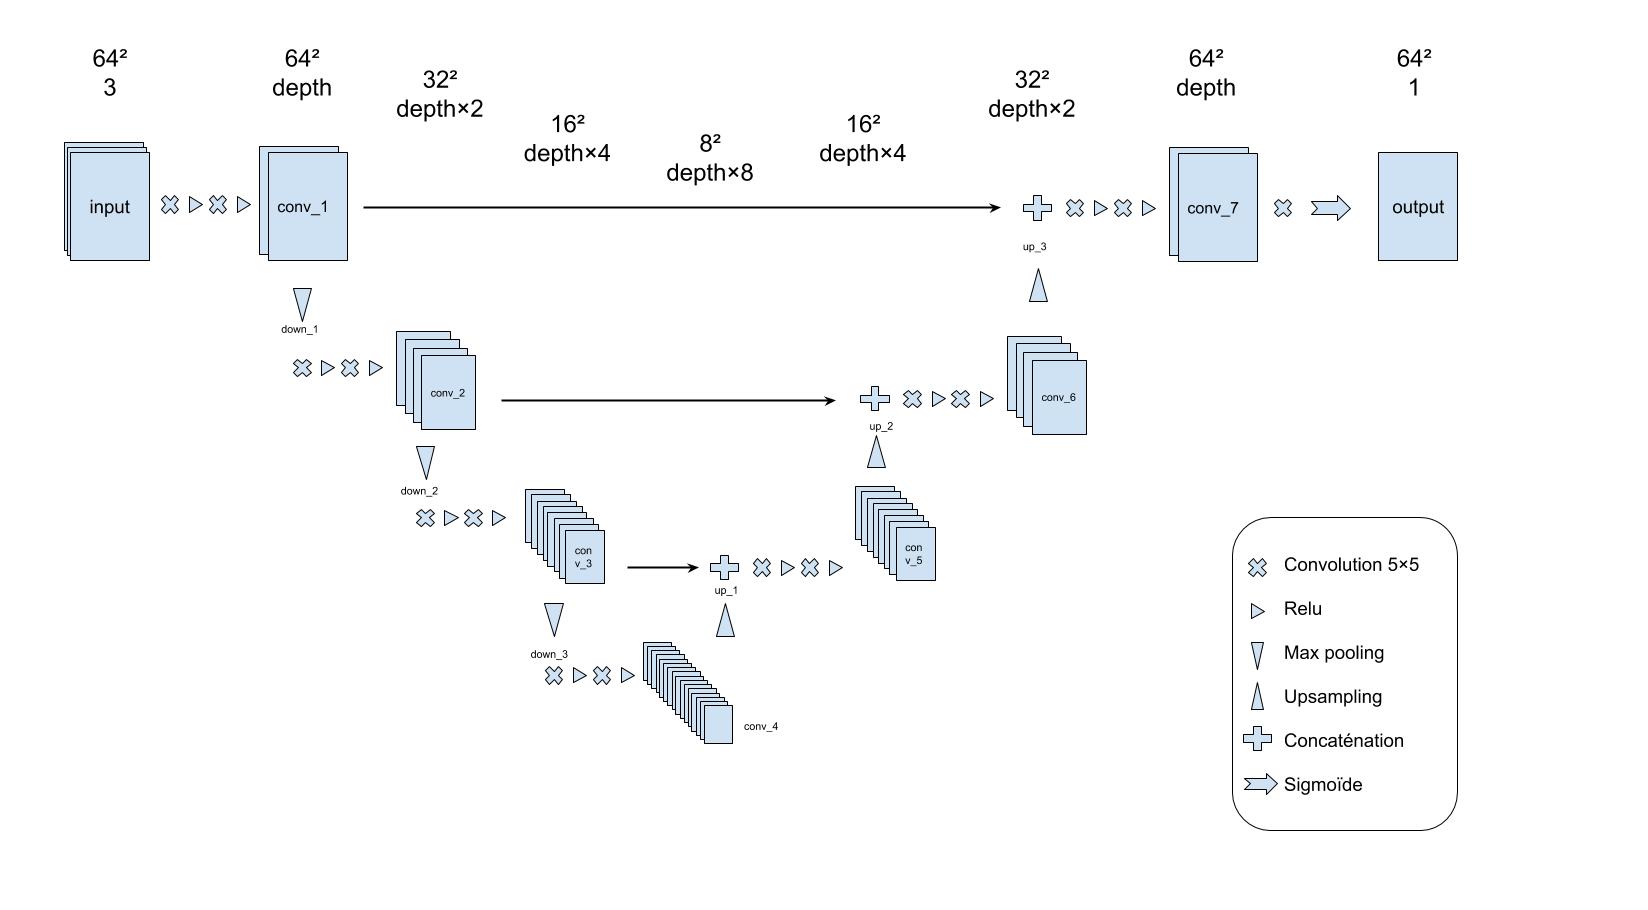 64²
3
64²
depth
32²
depth×2
16²
depth×4
8²
depth×8
16²
depth×4
32²
depth×2
64²
depth
64²
1
input
conv_1
up_3
conv_7
output
down_1
conv_2
up_2
conv_6
down_2
con
v_3
up_1
con
v_5
down_3
conv_4
Convolution 5×5
Relu
Max pooling
Upsampling
Concaténation
Sigmoïde